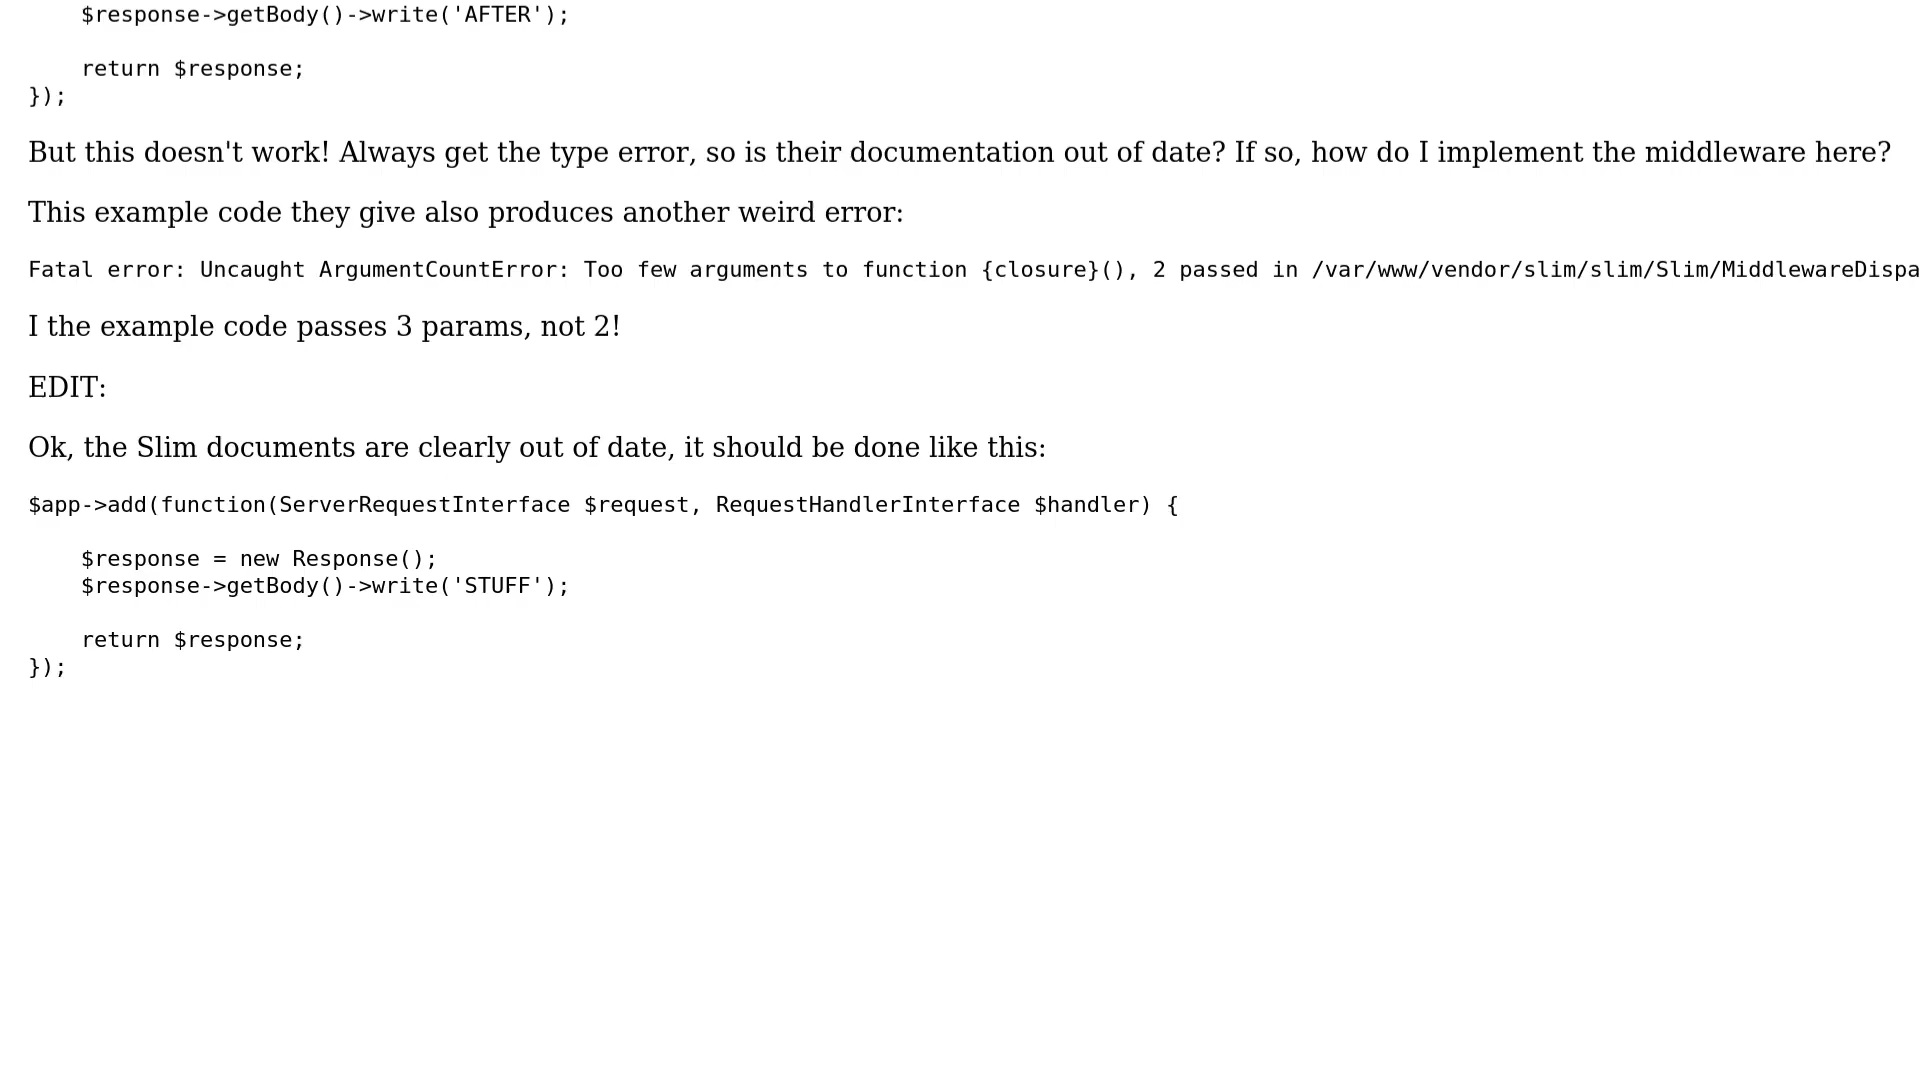 $response->getBody()->write('AFTER');
return $response;
});
But this doesn't work! Always get the type error, so is their documentation out of date? If so, how do I implement the middleware here?
This example code they give also produces another weird error:
Fatal error: Uncaught ArgumentCountError: Too few arguments to function {closure}(), 2 passed in /var/www/vendor/slim/slim/Slim/MiddlewareDispa
I the example code passes 3 params, not 2!
EDIT:
Ok, the Slim documents are clearly out of date, it should be done like this:
$app->add(function(ServerRequestInterface $request, RequestHandlerInterface $handler) {
$response = new Response();
$response->getBody()->write('STUFF');
return $response;
});